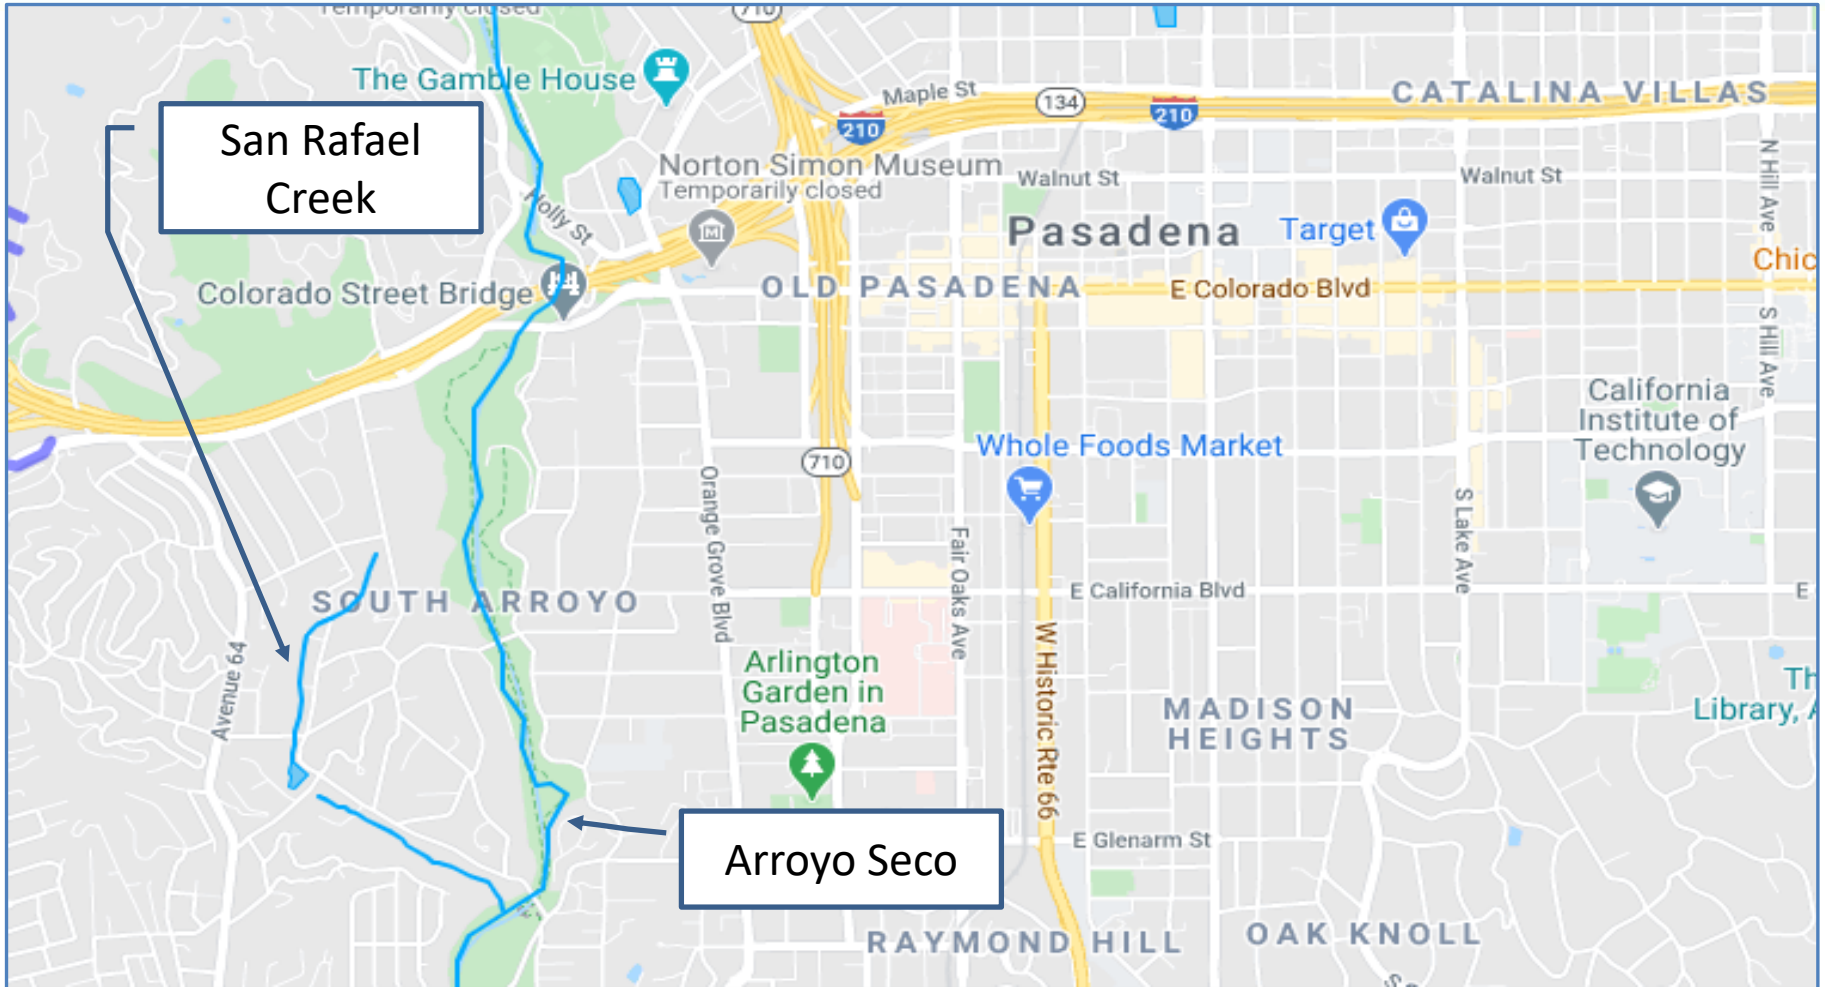 Temporarily closed
710
The Gamble House
Maple St
134
210
210
CATALINA VILLAS
San Rafael
Creek
Norton Simon Museum
Temporarily closed
Walnut St
Walnut St
N Hill Ave
Holly St
Pasadena
Target
Chic
Colorado Street Bridge
OLD PASADENA
E Colorado Blvd
S Hill Ave
California
Institute of
Technology
Whole Foods Market
710
Orange Grove Blvd
Fair Oaks Ave
S Lake Ave
SOUTH ARROYO
E California Blvd
E
Avenue 64
Arlington
Garden in
Pasadena
W Historic Rte 66
MADISON
HEIGHTS
Th
Library, A
Arroyo Seco
E Glenarm St
RAYMOND HILL
OAK KNOLL